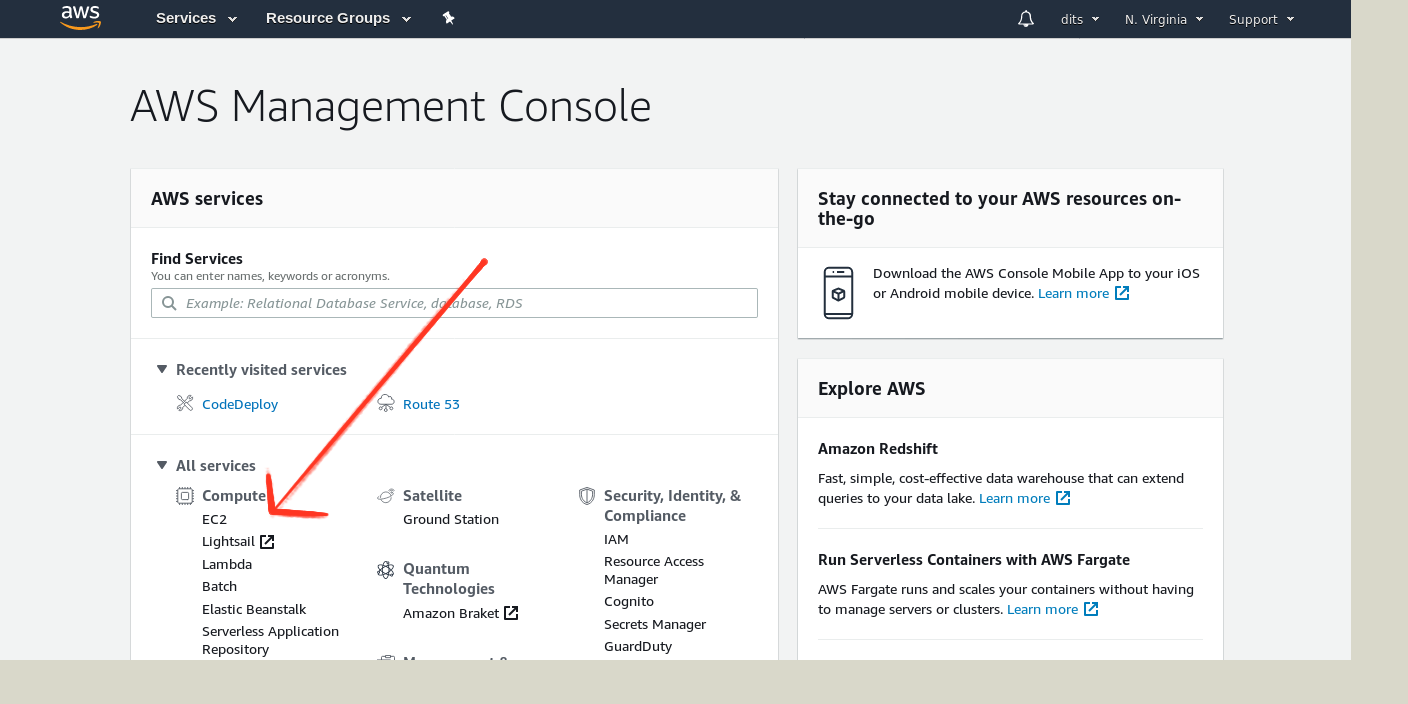 aws Services Resource Groups dits N. Virginia Support
AWS Management Console
AWS services
Find Services
You can enter names, keywords or acronyms.
Example: Relational Database Service, database, RDS
Recently visited services
CodeDeploy Route 53
All services
Compute
EC2
Lightsail
Lambda
Batch
Elastic Beanstalk
Serverless Application
Repository
Satellite
Ground Station
Quantum
Technologies
Amazon Braket
Security, Identity, &
Compliance
IAM
Resource Access
Manager
Cognito
Secrets Manager
GuardDuty
Stay connected to your AWS resources on-
the-go
Download the AWS Console Mobile App to your iOS
or Android mobile device. Learn more
Explore AWS
Amazon Redshift
Fast, simple, cost-effective data warehouse that can extend
queries to your data lake. Learn more
Run Serverless Containers with AWS Fargate
AWS Fargate runs and scales your containers without having
to manage servers or clusters. Learn more